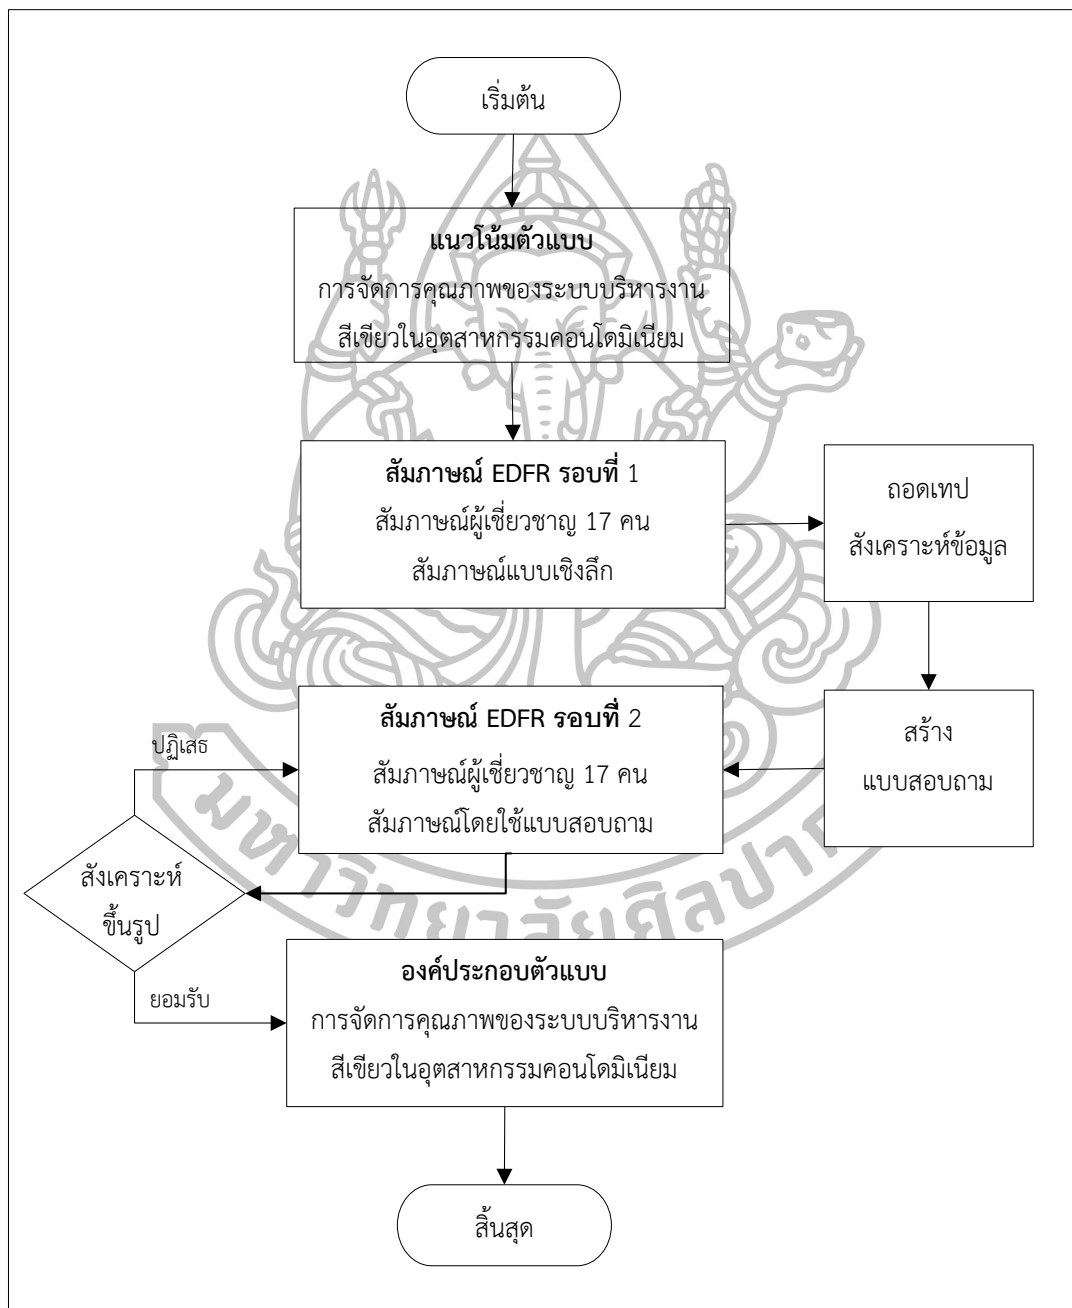 เริ่มต้น
แนวโน้มตัวแบบ
การจัดการคุณภาพของระบบบริหารงาน
สีเขียวในอุตสาหกรรมคอนโดมิเนียม
สัมภาษณ์ EDFR รอบที่ 1
สัมภาษณ์ผู้เชี่ยวชาญ 17 คน
สัมภาษณ์แบบเชิงลึก
ถอดเทป
สังเคราะห์ข้อมูล
สร้าง
แบบสอบถาม
สัมภาษณ์ EDFR รอบที่ 2
สัมภาษณ์ผู้เชี่ยวชาญ 17 คน
สัมภาษณ์โดยใช้แบบสอบถาม
ปฏิเสธ
สังเคราะห์
ขึ้นรูป
ยอมรับ
องค์ประกอบตัวแบบ
การจัดการคุณภาพของระบบบริหารงาน
สีเขียวในอุตสาหกรรมคอนโดมิเนียม
สิ้นสุด
มหาวิทยาลัยศิลปากร